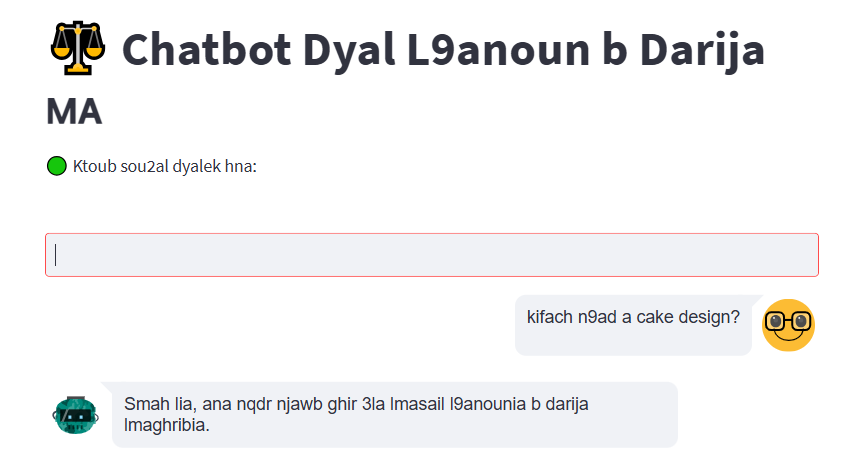 Chatbot Dyal L9anoun b Darija
MA
Ktoub sou2al dyalek hna:
kifach n9ad a cake design?
Smah lia, ana nqdr njawb ghir 3la lmasail l9anounia b darija
lmaghribia.